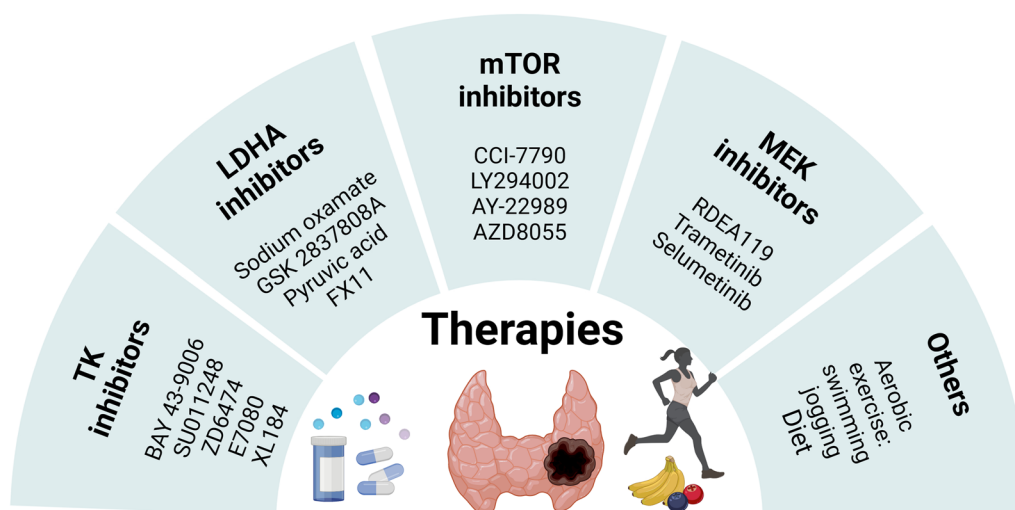 TK
inhibitors
BAY 43-9006
SU011248
ZD6474
E7080
XL184
LDHA
inhibitors
Sodium oxamate
GSK 2837808A
Pyruvic acid
FX11
mTOR
inhibitors
CCI-7790
LY294002
AY-22989
AZD8055
MEK
inhibitors
RDEA119
Trametinib
Selumetinib
Others
Aerobic
exercise:
swimming
jogging
Diet
Therapies